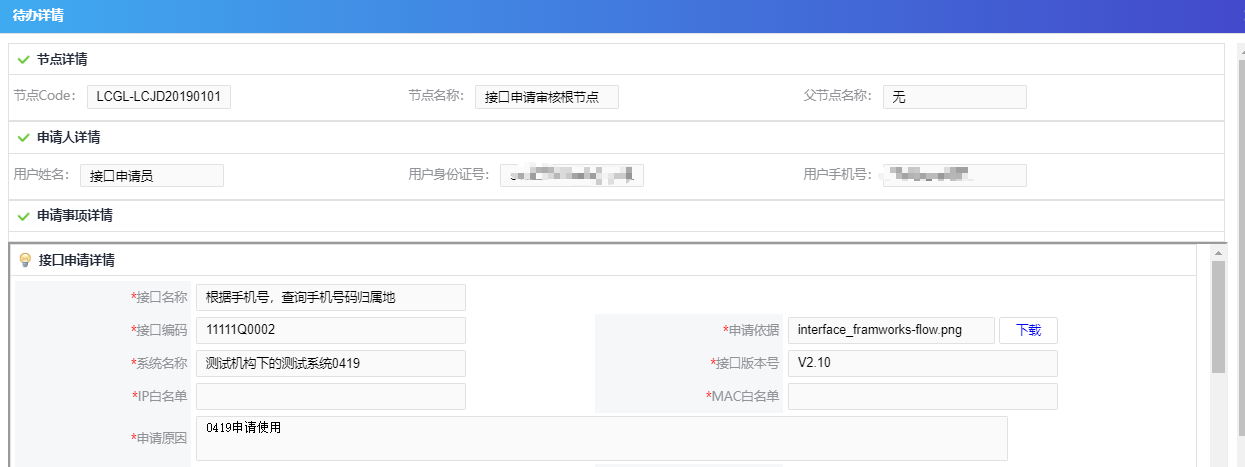 待办详情
节点详情
节点Code: LCGL-LCJD20190101 节点名称: 接口申请审核根节点 父节点名称: 无
申请人详情
用户姓名: 接口申请员 用户身份证号: 用户手机号:
申请事项详情
接口申请详情
*接口名称 根据手机号，查询手机号码归属地
*接口编码 11111Q0002 *申请依据 interface_framworks-flow.png 下载
*系统名称 测试机构下的测试系统0419 *接口版本号 V2.10
*IP白名单 *MAC白名单
*申请原因 0419申请使用